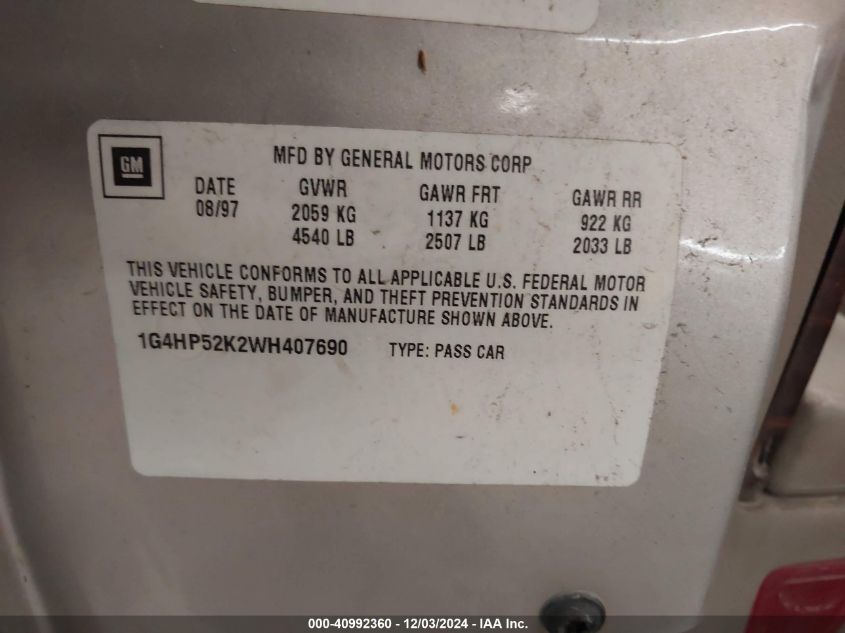 GM
MFD BY GENERAL MOTORS CORP
DATE GVWR GAWR FRT GAWR RR
08/97 2059 KG 1137 KG 922 KG
4540 LB 2507 LB 2033 LB
THIS VEHICLE CONFORMS TO ALL APPLICABLE U.S. FEDERAL MOTOR
VEHICLE SAFETY, BUMPER, AND THEFT PREVENTION STANDARDS IN
EFFECT ON THE DATE OF MANUFACTURE SHOWN ABOVE.
1G4HP52K2WH407690 TYPE: PASS CAR
000-40992360 - 12/03/2024 - IAA Inc.